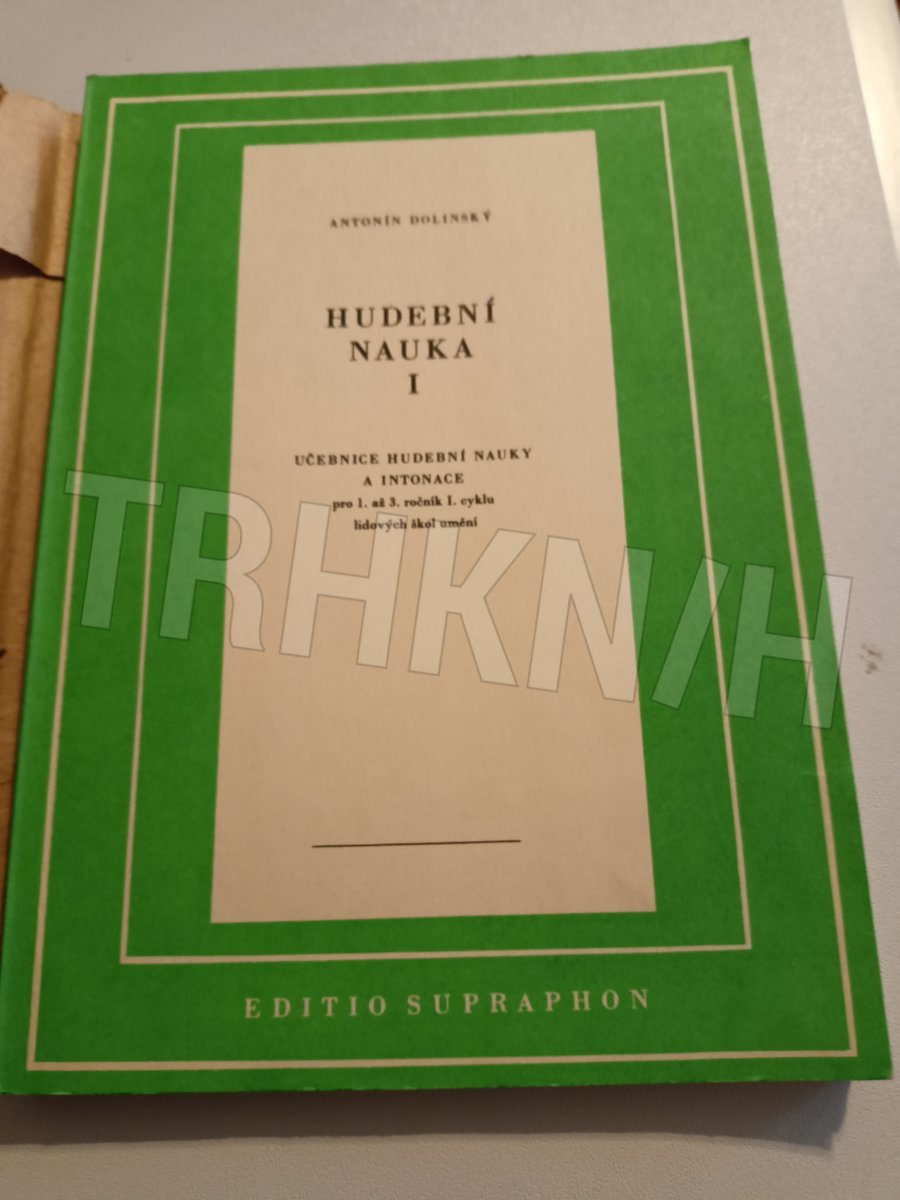 ANTONÍN DOLINSKÝ
HUDEBNÍ
NAUKA
I
UČEBNICE HUDEBNÍ NAUKY
A INTONACE
pro 1. až 3. ročník I. cyklu
lidových škol umění
TRHKNIH
EDITIO SUPRAPHON